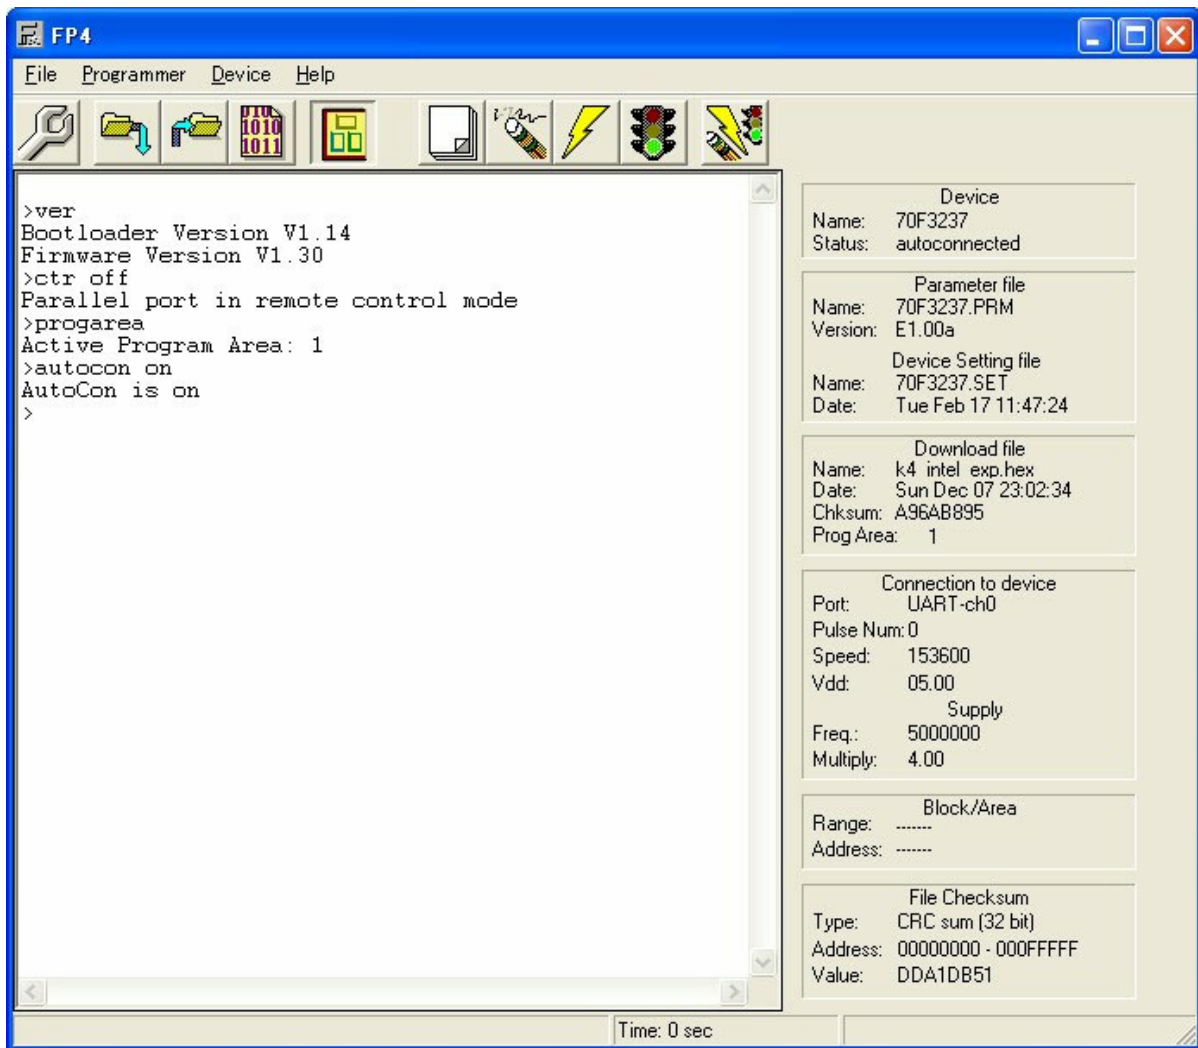 FP4
File Programmer Device Help
>ver
Bootloader Version V1.14
Firmware Version V1.30
>ctr off
Parallel port in remote control mode
>progarea
Active Program Area: 1
>autocon on
AutoCon is on
>
Device
Name: 70F3237
Status: autoconnected
Parameter file
Name: 70F3237.PRM
Version: E1.00a
Device Setting file
Name: 70F3237.SET
Date: Tue Feb 17 11:47:24
Download file
Name: k4 intel exp.hex
Date: Sun Dec 07 23:02:34
Chksum: A96AB895
Prog Area: 1
Connection to device
Port: UART-ch0
Pulse Num: 0
Speed: 153600
Vdd: 05.00
Supply
Freq.: 5000000
Multiply: 4.00
Block/Area
Range: -------
Address: -------
File Checksum
Type: CRC sum (32 bit)
Address: 00000000 - 000FFFFF
Value: DDA1DB51
Time: 0 sec